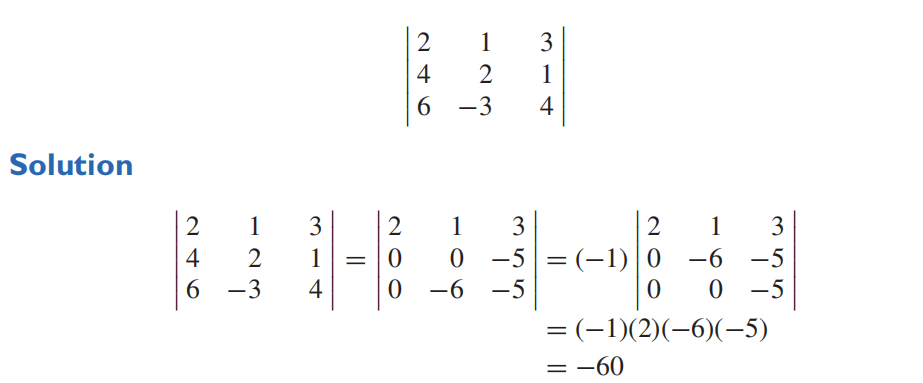 |2 1 3|
|4 2 1|
|6 −3 4|
Solution
|2 1 3| |2 1 3| |2 1 3|
|4 2 1| = |0 0 −5| = (−1) |0 −6 −5|
|6 −3 4| |0 −6 −5| |0 0 −5|
= (−1)(2)(−6)(−5)
= −60